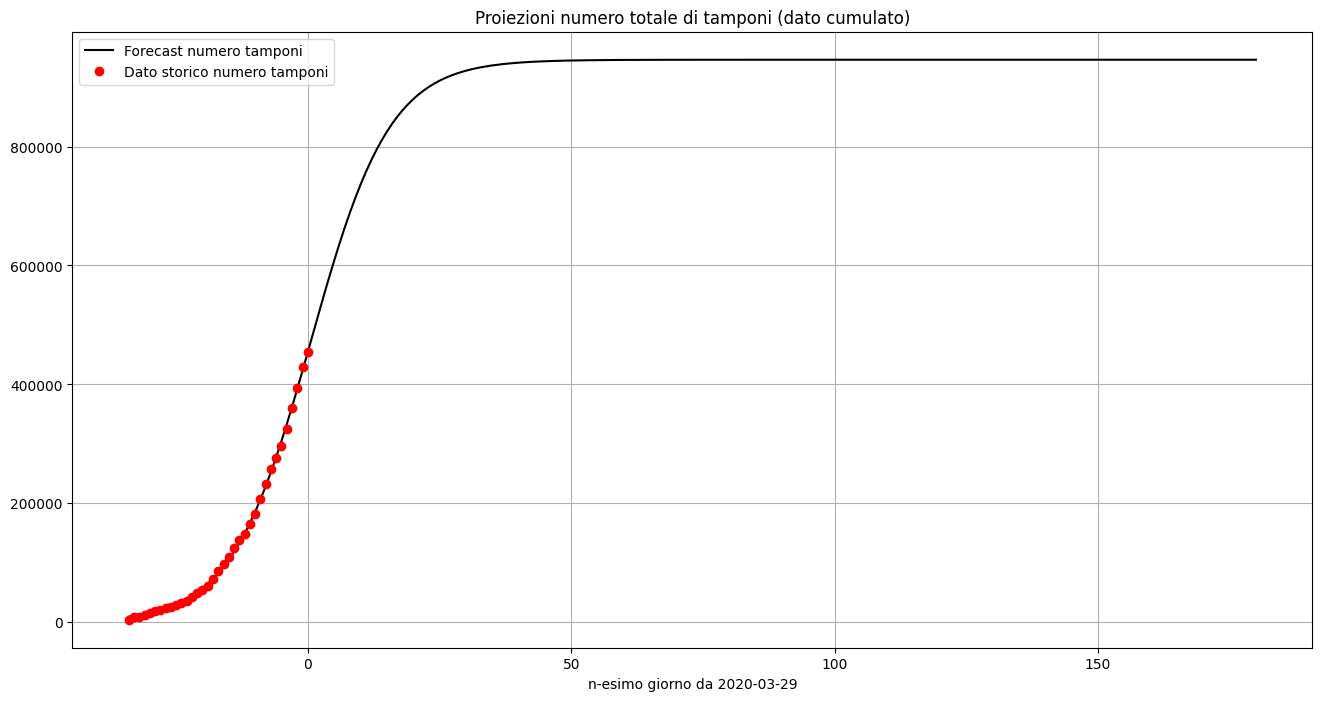 Proiezioni numero totale di tamponi (dato cumulato)
Forecast numero tamponi
Dato storico numero tamponi
800000
600000
400000
200000
0
0
50
100
150
n-esimo giorno da 2020-03-29